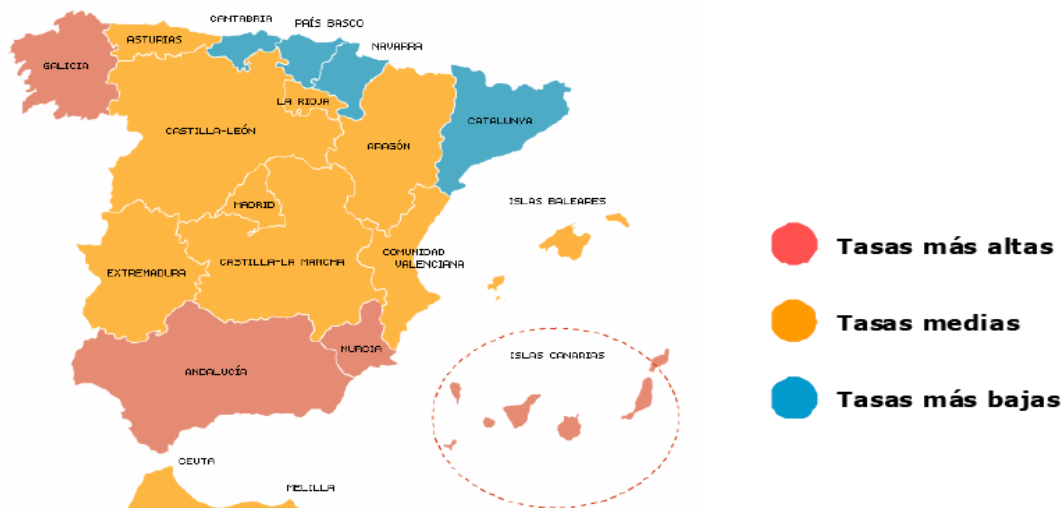 CANTABRIA
PAÍS BASCO
ASTURIAS
NAVARRA
GALICIA
LA RIOJA
CATALUNYA
CASTILLA-LEÓN
ARAGÓN
ISLAS BALEARES
MADRID
COMUNIDAD
VALENCIANA
CASTILLA-LA MANCHA
EXTREMADURA
MURCIA
ISLAS CANARIAS
ANDALUCÍA
CEUTA
MELILLA
Tasas más altas
Tasas medias
Tasas más bajas